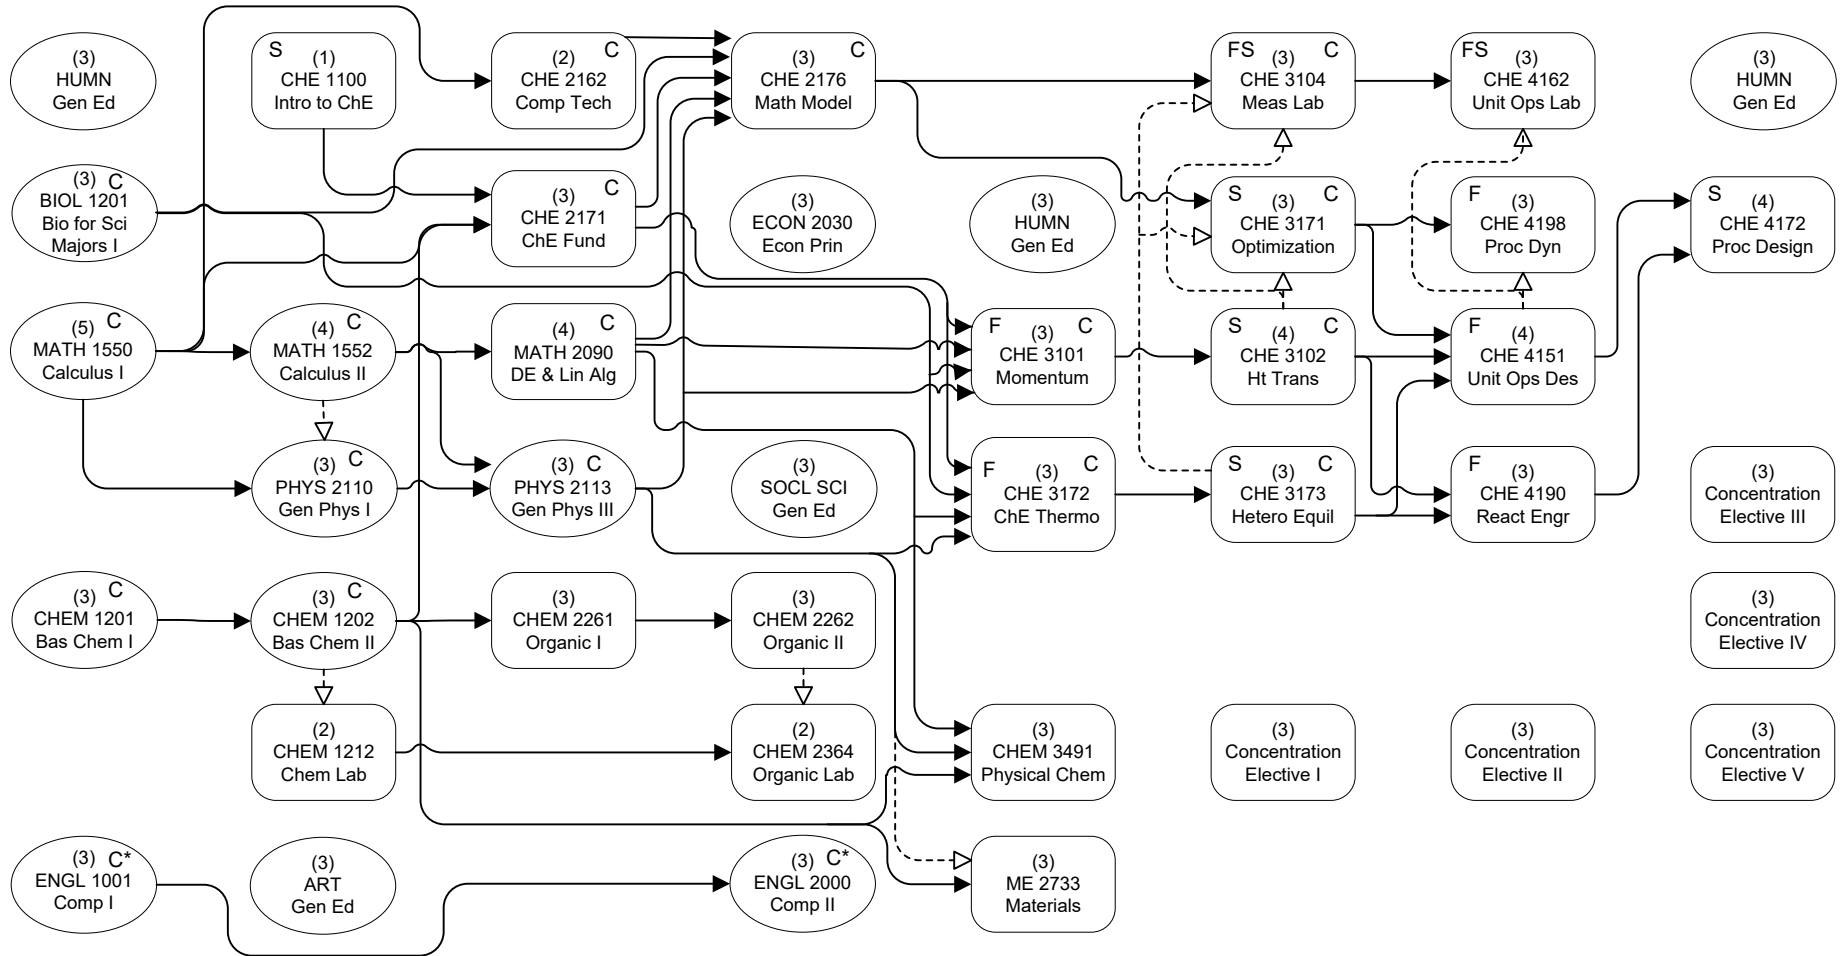 (3)
HUMN
Gen Ed
S (1)
CHE 1100
Intro to ChE
(2) C
CHE 2162
Comp Tech
(3) C
CHE 2176
Math Model
FS (3) C
CHE 3104
Meas Lab
FS (3)
CHE 4162
Unit Ops Lab
(3)
HUMN
Gen Ed
(3) C
BIOL 1201
Bio for Sci
Majors I
(3) C
CHE 2171
ChE Fund
(3)
ECON 2030
Econ Prin
(3)
HUMN
Gen Ed
S (3) C
CHE 3171
Optimization
F (3)
CHE 4198
Proc Dyn
S (4)
CHE 4172
Proc Design
(5) C
MATH 1550
Calculus I
(4) C
MATH 1552
Calculus II
(4) C
MATH 2090
DE & Lin Alg
F (3) C
CHE 3101
Momentum
S (4) C
CHE 3102
Ht Trans
F (4)
CHE 4151
Unit Ops Des
(3) C
PHYS 2110
Gen Phys I
(3) C
PHYS 2113
Gen Phys III
(3)
SOCL SCI
Gen Ed
F (3) C
CHE 3172
ChE Thermo
S (3) C
CHE 3173
Hetero Equil
F (3)
CHE 4190
React Engr
(3)
Concentration
Elective III
(3) C
CHEM 1201
Bas Chem I
(3) C
CHEM 1202
Bas Chem II
(3)
CHEM 2261
Organic I
(3)
CHEM 2262
Organic II
(3)
Concentration
Elective IV
(2)
CHEM 1212
Chem Lab
(2)
CHEM 2364
Organic Lab
(3)
CHEM 3491
Physical Chem
(3)
Concentration
Elective I
(3)
Concentration
Elective II
(3)
Concentration
Elective V
(3) C*
ENGL 1001
Comp I
(3)
ART
Gen Ed
(3) C*
ENGL 2000
Comp II
(3)
ME 2733
Materials